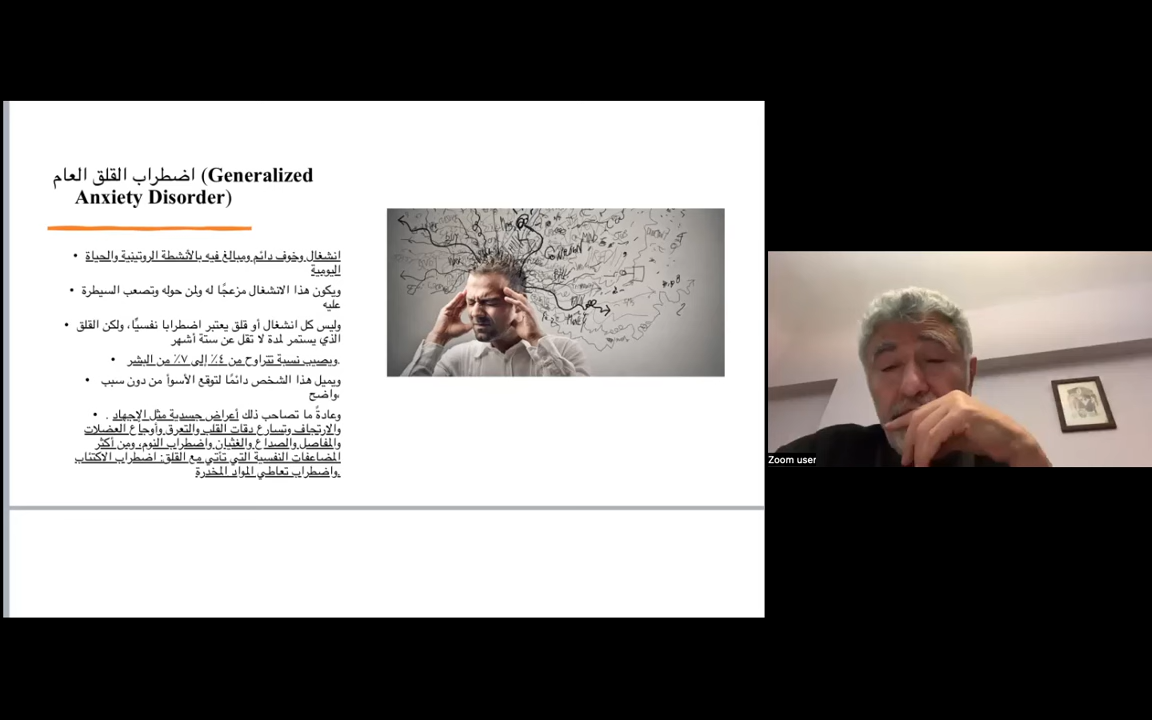 اضطراب القلق العام (Generalized
Anxiety Disorder)
• انشغال وخوف دائم ومبالغ فيه بالأنشطة الروتينية والحياة
اليومية
• ويكون هذا الانشغال مزعجًا له ولمن حوله وتصعب السيطرة
عليه
• وليس كل انشغال أو قلق يعتبر اضطرابا نفسيًا، ولكن القلق
الذي يستمر لمدة لا تقل عن ستة أشهر
• .ويصيب نسبة تتراوح من ٤٪ إلى ٧٪ من البشر
• ويميل هذا الشخص دائمًا لتوقع الأسوأ من دون سبب
،واضح
• . وعادةً ما تصاحب ذلك أعراض جسدية مثل الإجهاد
والارتجاف وتسارع دقات القلب والتعرق وأوجاع العضلات
والمفاصل والصداع والغثيان واضطراب النوم، ومن أكثر
المضاعفات النفسية التي تأتي مع القلق: اضطراب الاكتئاب
.واضطراب تعاطي المواد المخدرة
Zoom user